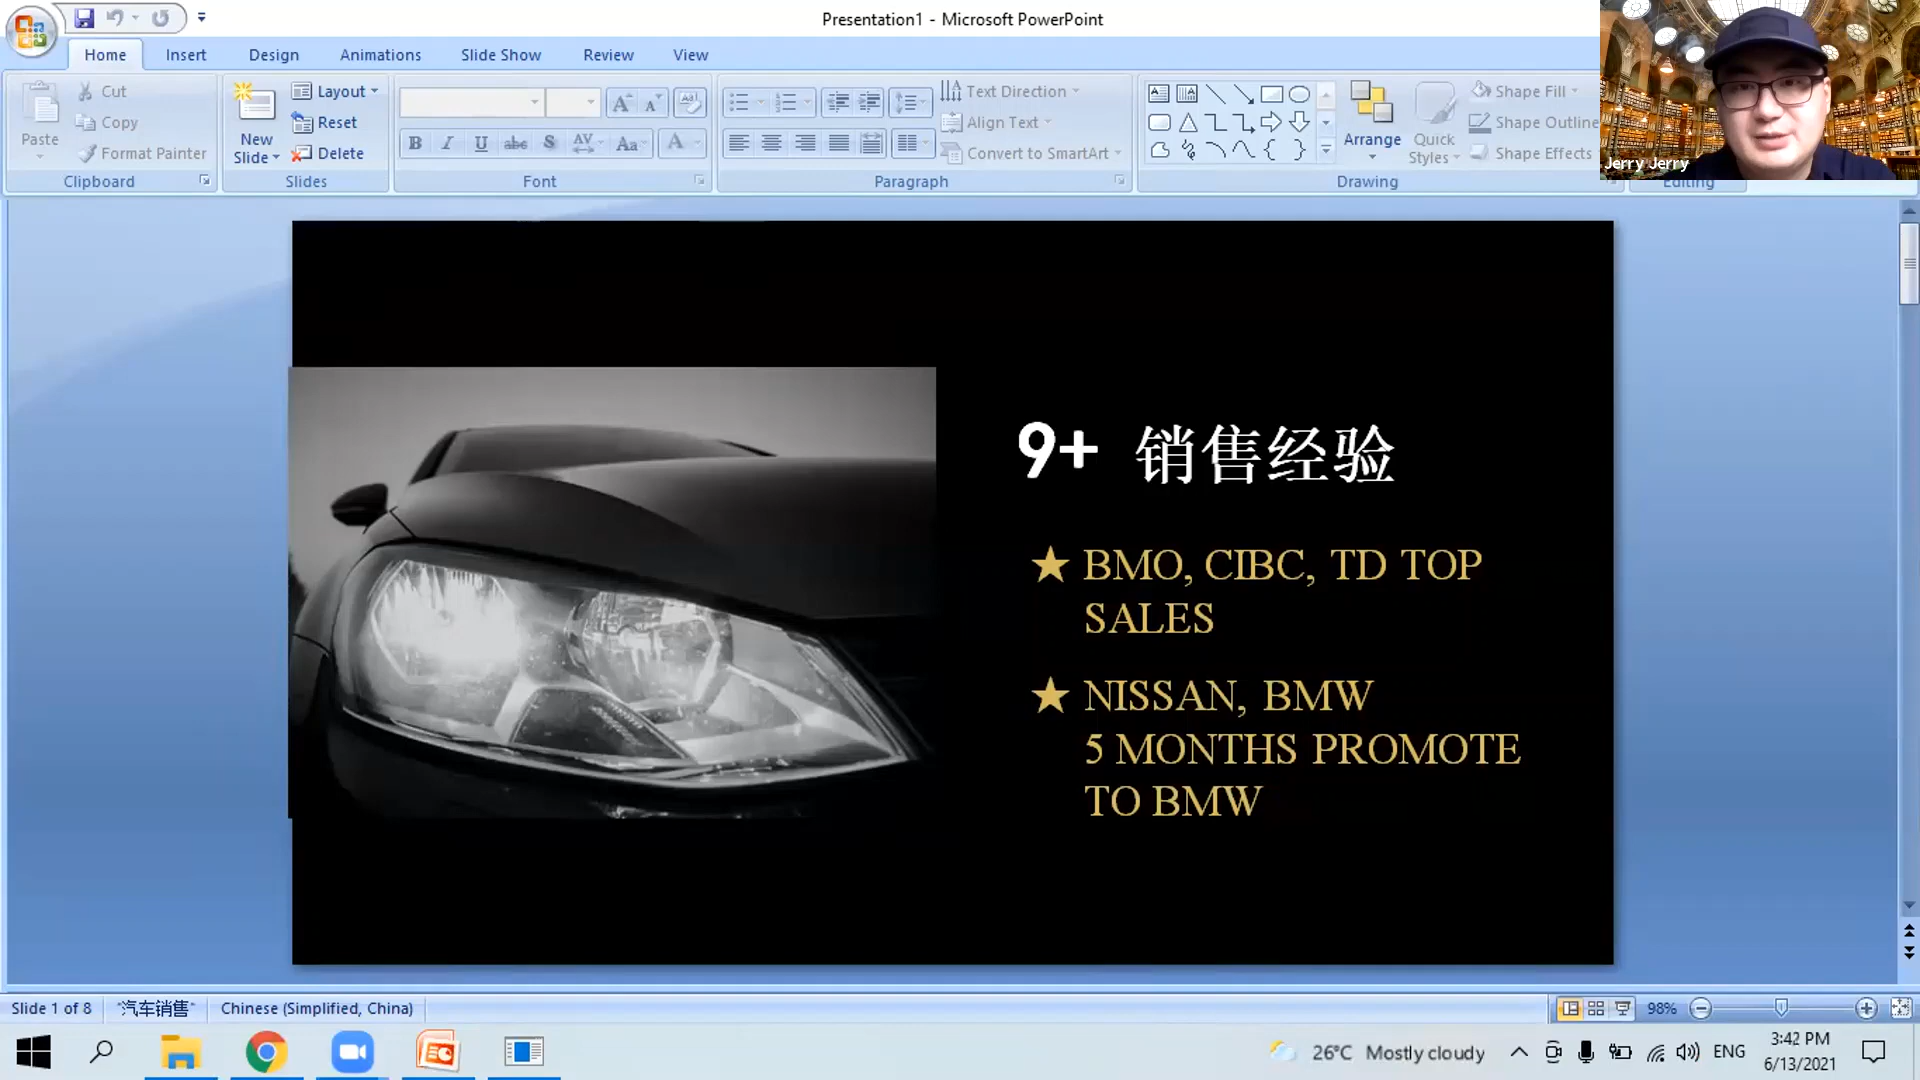 Presentation1 - Microsoft PowerPoint
Home Insert Design Animations Slide Show Review View
Paste
Cut
Copy
Format Painter
Clipboard
New
Slide
Layout
Reset
Delete
Slides
B I U abc S AV Aa A
Font
Paragraph
Text Direction
Align Text
Convert to SmartArt
Arrange
Quick
Styles
Shape Fill
Shape Outline
Shape Effects
Drawing
Editing
Jerry Jerry
9+ 销售经验
★ BMO, CIBC, TD TOP
SALES
★ NISSAN, BMW
5 MONTHS PROMOTE
TO BMW
Slide 1 of 8 "汽车销售" Chinese (Simplified, China) 98%
26°C Mostly cloudy ENG
3:42 PM
6/13/2021